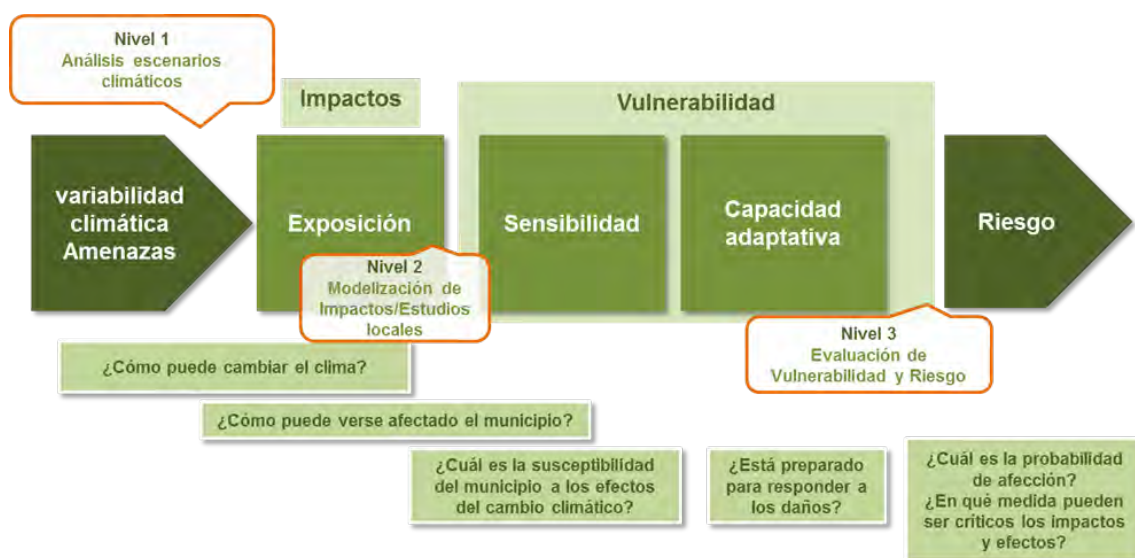 Nivel 1
Análisis escenarios
climáticos
Impactos
Vulnerabilidad
variabilidad
climática
Amenazas
Exposición
Sensibilidad
Capacidad
adaptativa
Riesgo
Nivel 2
Modelización de
Impactos/Estudios
locales
Nivel 3
Evaluación de
Vulnerabilidad y Riesgo
¿Cómo puede cambiar el clima?
¿Cómo puede verse afectado el municipio?
¿Cuál es la susceptibilidad
del municipio a los efectos
del cambio climático?
¿Está preparado
para responder a
los daños?
¿Cuál es la probabilidad
de afección?
¿En qué medida pueden
ser críticos los impactos
y efectos?